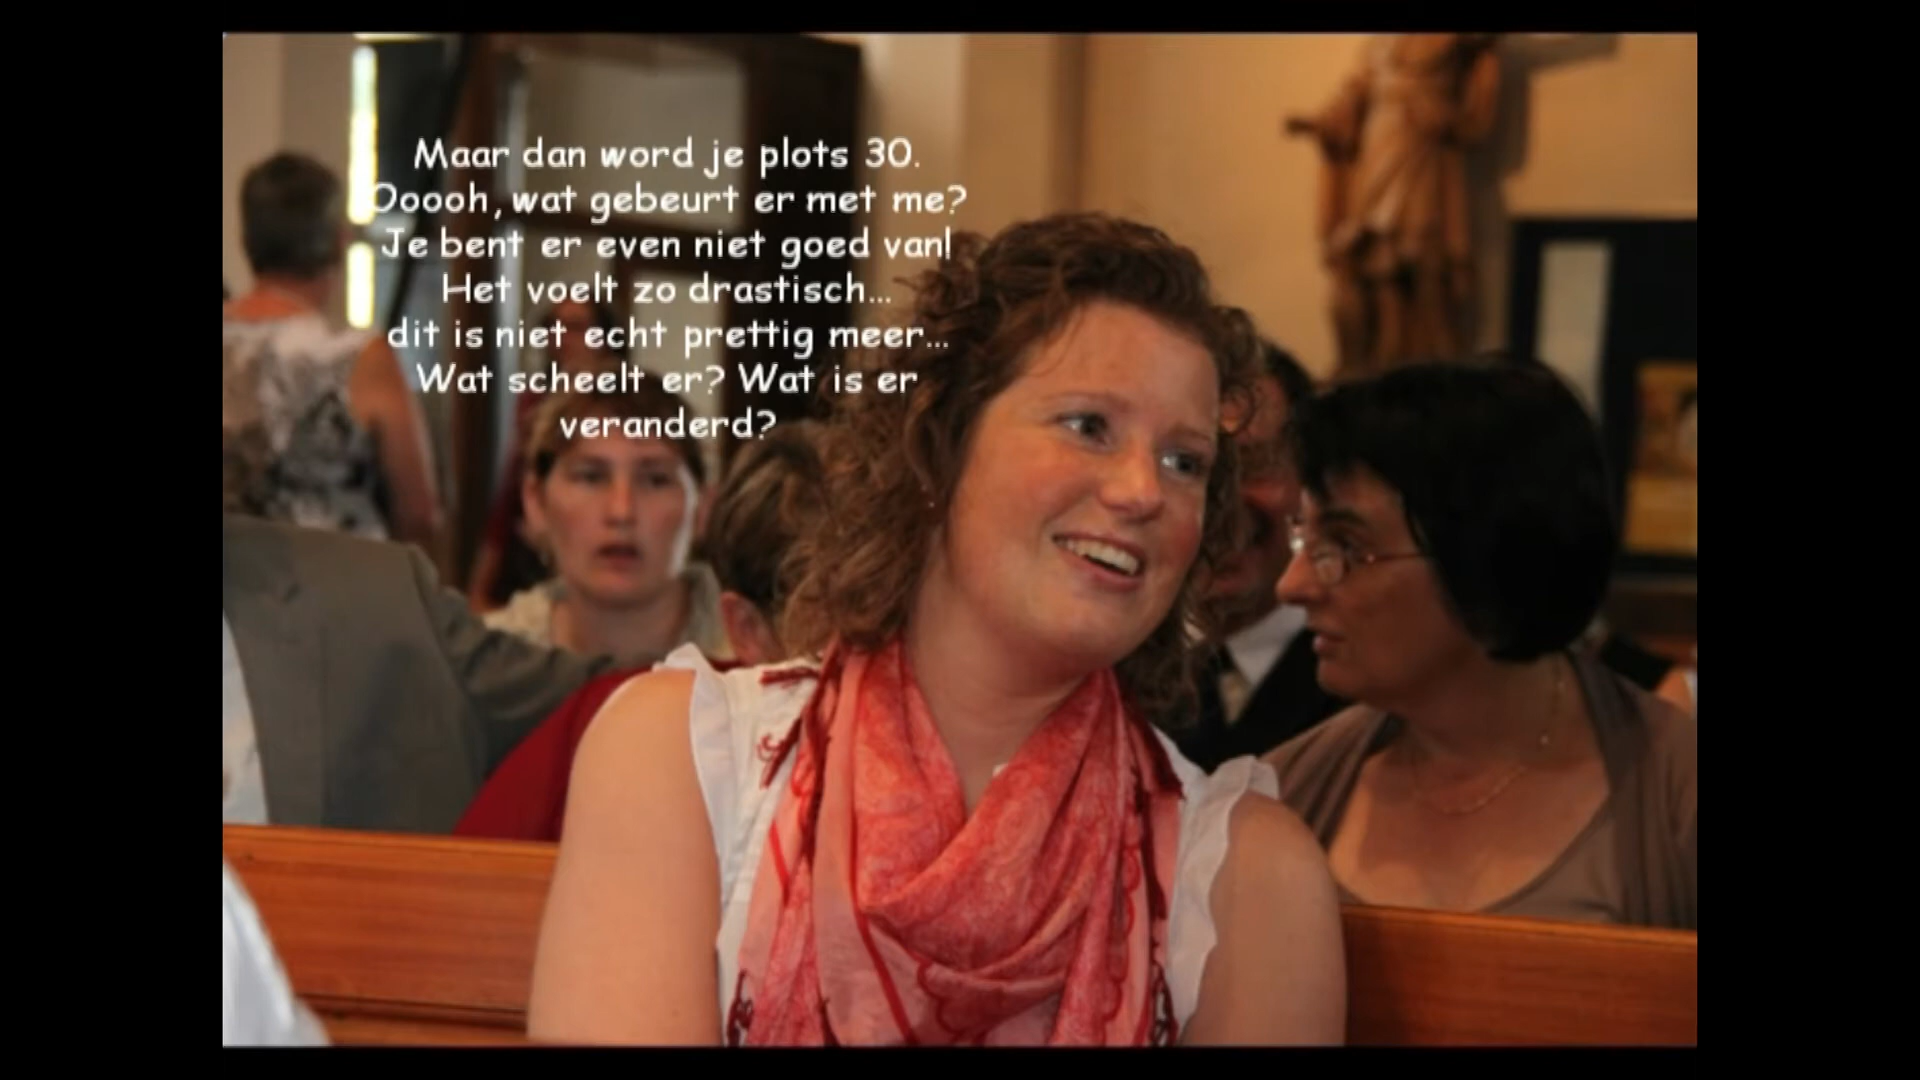 Maar dan word je plots 30.
Ooooh, wat gebeurt er met me?
Je bent er even niet goed van!
Het voelt zo drastisch...
dit is niet echt prettig meer...
Wat scheelt er? Wat is er
veranderd?